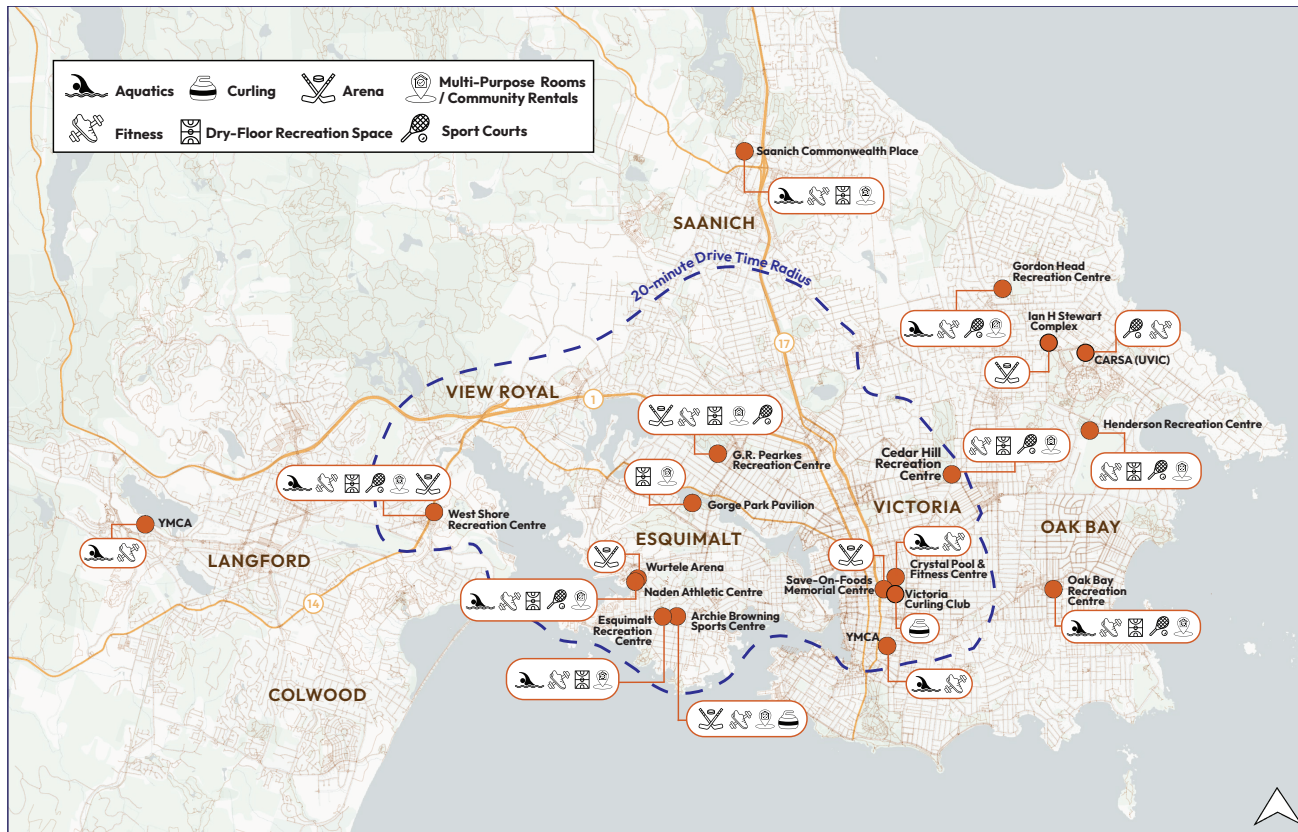 Aquatics
Curling
Arena
Multi-Purpose Rooms
/ Community Rentals
Fitness
Dry-Floor Recreation Space
Sport Courts
Saanich Commonwealth Place
SAANICH
20-minute Drive Time Radius
Gordon Head
Recreation Centre
Ian H Stewart
Complex
CARSA (UVIC)
17
VIEW ROYAL
1
Henderson Recreation Centre
G.R. Pearkes
Recreation Centre
Cedar Hill
Recreation
Centre
Gorge Park Pavilion
VICTORIA
West Shore
Recreation Centre
YMCA
OAK BAY
ESQUIMALT
LANGFORD
Wurtele Arena
Naden Athletic Centre
Crystal Pool &
Fitness Centre
Save-On-Foods
Memorial Centre
Victoria
Curling Club
Oak Bay
Recreation
Centre
14
Esquimalt
Recreation
Centre
Archie Browning
Sports Centre
YMCA
COLWOOD